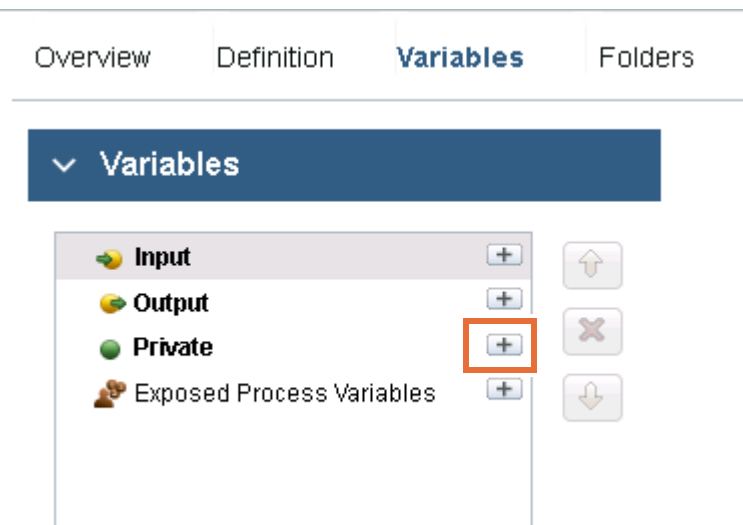 Overview Definition Variables Folders
Variables
Input
Output
Private
Exposed Process Variables